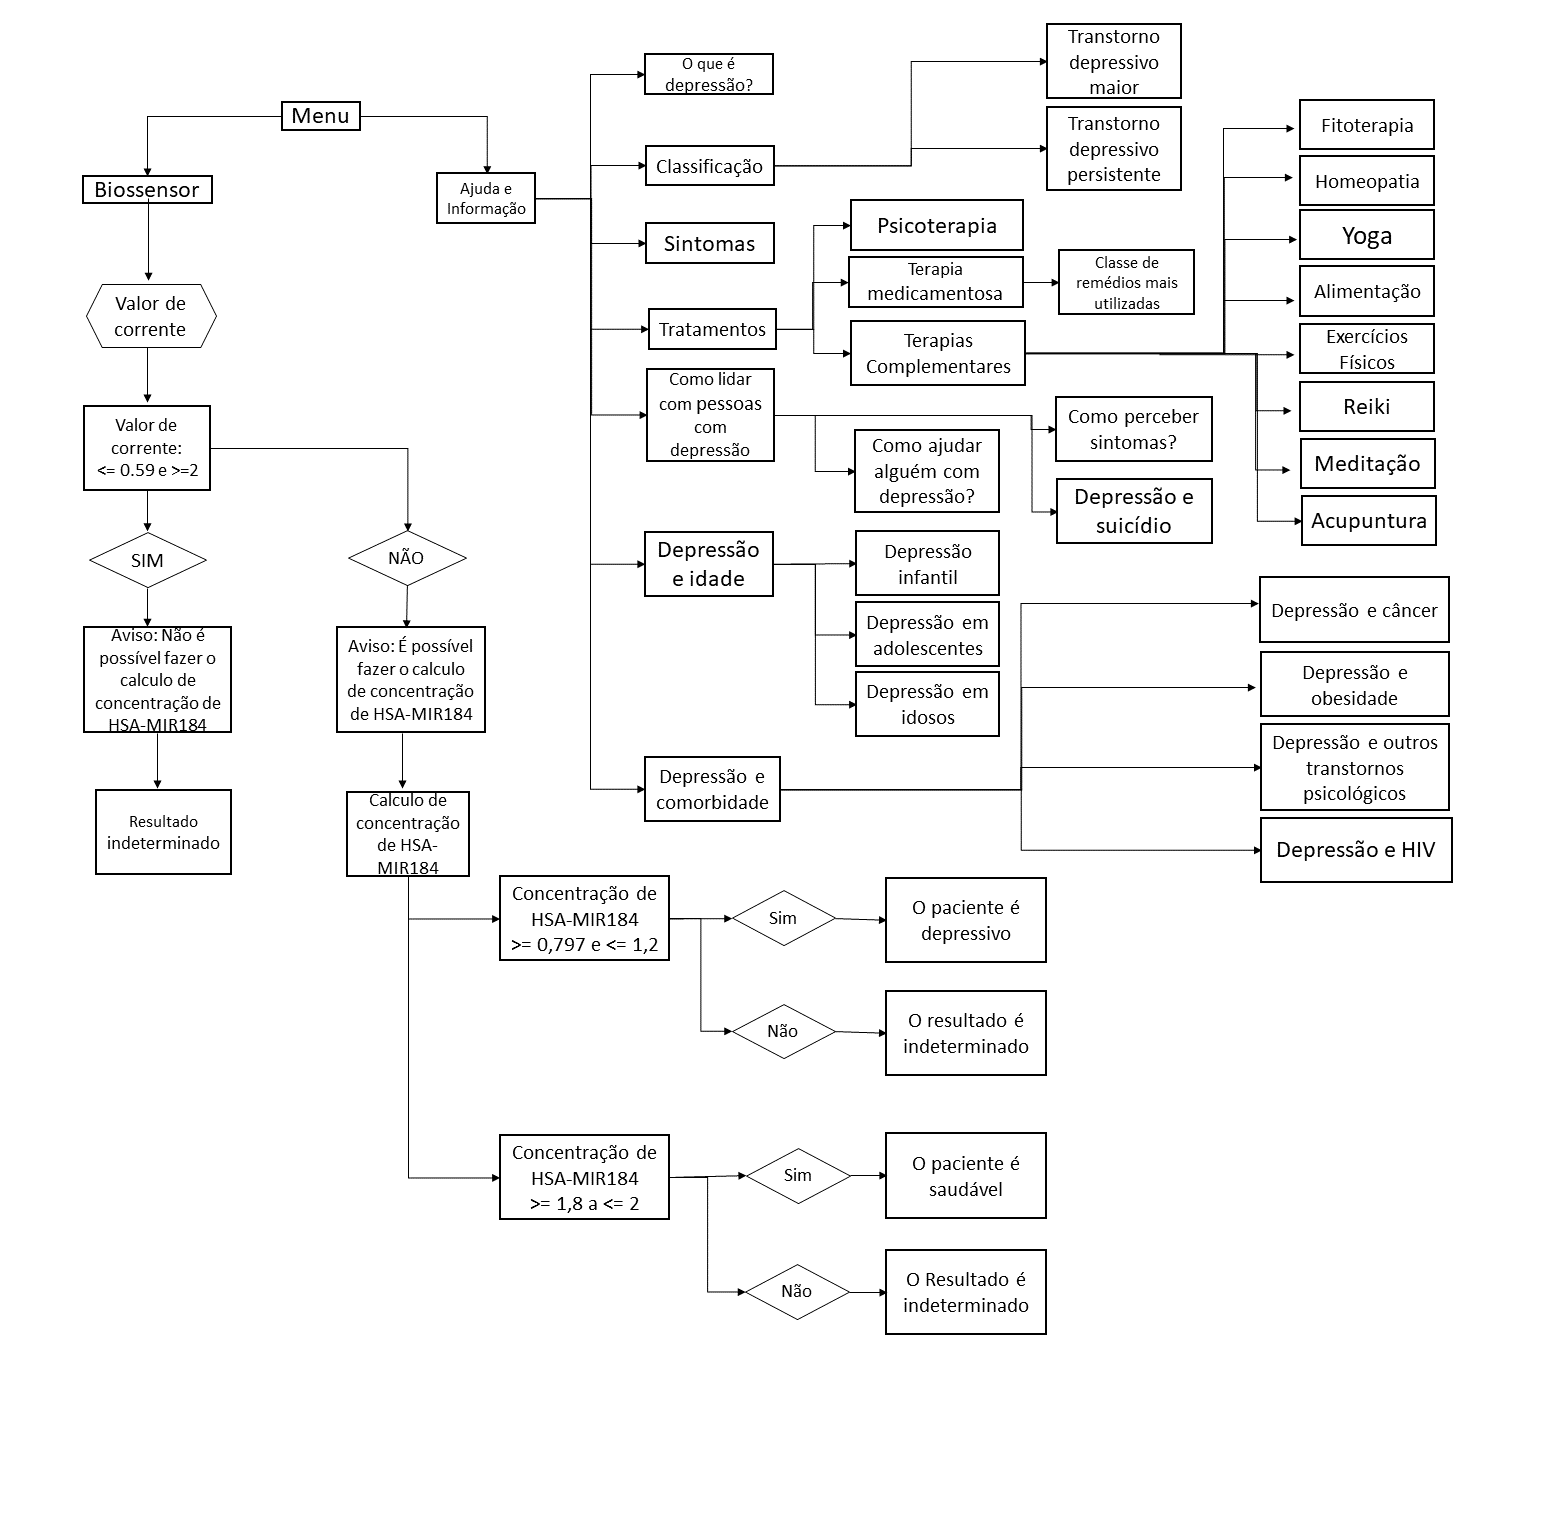 Menu
Biossensor
Valor de
corrente
Valor de
corrente:
<= 0.59 e >=2
SIM
NÃO
Aviso: Não é
possível fazer o
calculo de
concentração de
HSA-MIR184
Resultado
indeterminado
Aviso: É possível
fazer o calculo
de concentração
de HSA-MIR184
Calculo de
concentração
de HSA-
MIR184
Concentração de
HSA-MIR184
>= 0,797 e <= 1,2
Sim
O paciente é
depressivo
Não
O resultado é
indeterminado
Concentração de
HSA-MIR184
>= 1,8 a <= 2
Sim
O paciente é
saudável
Não
O Resultado é
indeterminado
Ajuda e
Informação
O que é
depressão?
Classificação
Transtorno
depressivo
maior
Transtorno
depressivo
persistente
Sintomas
Tratamentos
Psicoterapia
Terapia
medicamentosa
Classe de
remédios mais
utilizadas
Terapias
Complementares
Fitoterapia
Homeopatia
Yoga
Alimentação
Exercícios
Físicos
Reiki
Meditação
Acupuntura
Como lidar
com pessoas
com
depressão
Como ajudar
alguém com
depressão?
Como perceber
sintomas?
Depressão e
suicídio
Depressão
e idade
Depressão
infantil
Depressão em
adolescentes
Depressão em
idosos
Depressão e
comorbidade
Depressão e câncer
Depressão e
obesidade
Depressão e outros
transtornos
psicológicos
Depressão e HIV